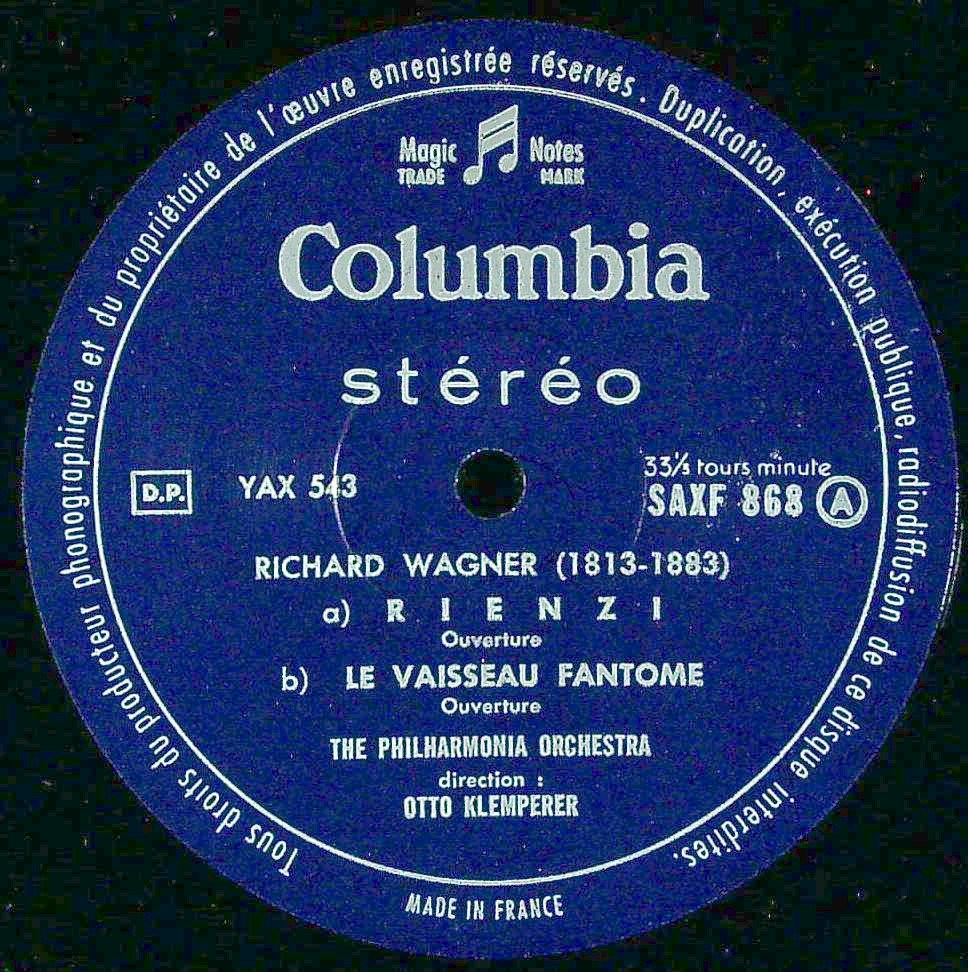 Tous droits du producteur phonographique et du propriétaire de l'œuvre enregistrée réservés. Duplication, exécution publique, radiodiffusion de ce disque interdites.
Magic Notes
TRADE MARK
Columbia
stéréo
33⅓ tours minute
D.P. YAX 543 SAXF 868 A
RICHARD WAGNER (1813-1883)
a) RIENZI
Ouverture
b) LE VAISSEAU FANTOME
Ouverture
THE PHILHARMONIA ORCHESTRA
direction :
OTTO KLEMPERER
MADE IN FRANCE